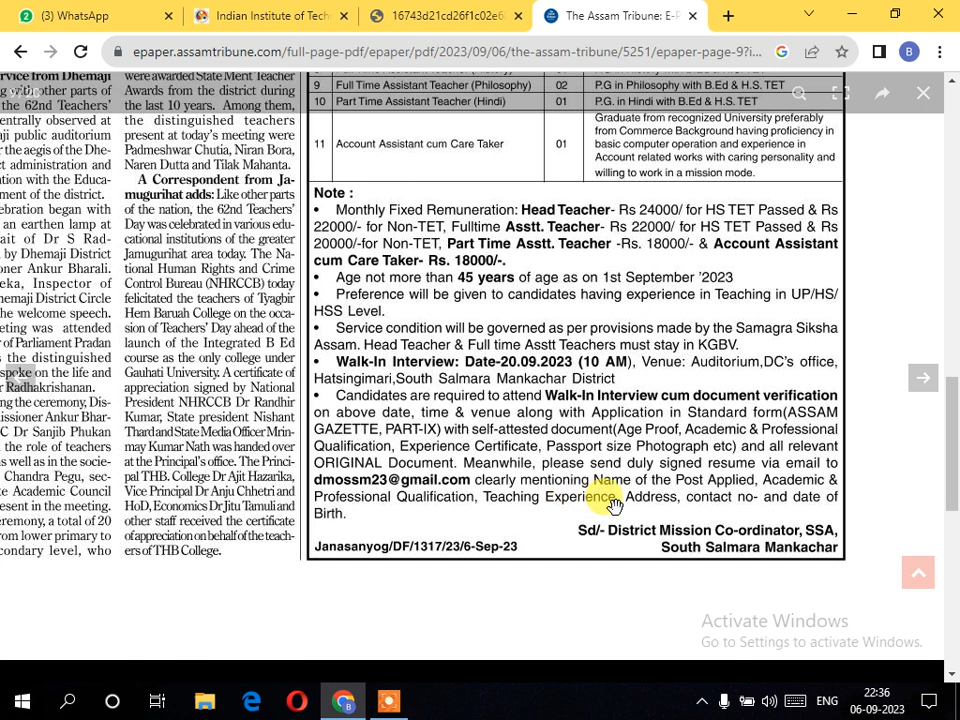 (3) WhatsApp
Indian Institute of Tech
16743d21cd26f1c02e6
The Assam Tribune: E-P
epaper.assamtribune.com/full-page-pdf/epaper/pdf/2023/09/06/the-assam-tribune/5251/epaper-page-9?i...
B
rvice from Dhemaji
with other parts of
the 62nd Teachers'
entrally observed at
aji public auditorium
r the aegis of the Dhe-
ct administration and
ation with the Educa-
ment of the district.
ebration began with
an earthen lamp at
ait of Dr S Rad-
by Dhemaji District
oner Ankur Bharali.
eka, Inspector of
hemaji District Circle
he welcome speech.
eting was attended
r of Parliament Pradan
s the distinguished
spoke on the life and
Radhakrishanan.
ng the ceremony, Dis-
missioner Ankur Bhar-
C Dr Sanjib Phukan
the role of teachers
s well as in the socie-
Chandra Pegu, sec-
te Academic Council
resent in the meeting.
eremony, a total of 20
rom lower primary to
condary level, who
were awarded State Merit Teacher
Awards from the district during
the last 10 years. Among them,
the distinguished teachers
present at today's meeting were
Padmeshwar Chutia, Niran Bora,
Naren Dutta and Tilak Mahanta.
A Correspondent from Ja-
mugurihat adds: Like other parts
of the nation, the 62nd Teachers'
Day was celebrated in various edu-
cational institutions of the greater
Jamugurihat area today. The Na-
tional Human Rights and Crime
Control Bureau (NHRCCB) today
felicitated the teachers of Tyagbir
Hem Baruah College on the occa-
sion of Teachers' Day ahead of the
launch of the Integrated B Ed
course as the only college under
Gauhati University. A certificate of
appreciation signed by National
President NHRCCB Dr Randhir
Kumar, State president Nishant
Thard and State Media Officer Mrin-
may Kumar Nath was handed over
at the Principal's office. The Princi-
pal THB. College Dr Ajit Hazarika,
Vice Principal Dr Anju Chhetri and
HoD, Economics Dr Jitu Tamuli and
other staff received the certificate
of appreciation on behalf of the teach-
ers of THB College.
9 Full Time Assistant Teacher (Philosophy) 02 P.G in Philosophy with B.Ed & H.S. TET
10 Part Time Assistant Teacher (Hindi) 01 P.G. in Hindi with B.Ed & H.S. TET
11 Account Assistant cum Care Taker 01
Graduate from recognized University preferably
from Commerce Background having proficiency in
basic computer operation and experience in
Account related works with caring personality and
willing to work in a mission mode.
Note :
• Monthly Fixed Remuneration: Head Teacher- Rs 24000/ for HS TET Passed & Rs
22000/- for Non-TET, Fulltime Asstt. Teacher- Rs 22000/ for HS TET Passed & Rs
20000/-for Non-TET, Part Time Asstt. Teacher -Rs. 18000/- & Account Assistant
cum Care Taker- Rs. 18000/-.
• Age not more than 45 years of age as on 1st September '2023
• Preference will be given to candidates having experience in Teaching in UP/HS/
HSS Level.
• Service condition will be governed as per provisions made by the Samagra Siksha
Assam. Head Teacher & Full time Asstt Teachers must stay in KGBV.
• Walk-In Interview: Date-20.09.2023 (10 AM), Venue: Auditorium,DC's office,
Hatsingimari,South Salmara Mankachar District
• Candidates are required to attend Walk-In Interview cum document verification
on above date, time & venue along with Application in Standard form(ASSAM
GAZETTE, PART-IX) with self-attested document(Age Proof, Academic & Professional
Qualification, Experience Certificate, Passport size Photograph etc) and all relevant
ORIGINAL Document. Meanwhile, please send duly signed resume via email to
dmossm23@gmail.com clearly mentioning Name of the Post Applied, Academic &
Professional Qualification, Teaching Experience, Address, contact no- and date of
Birth.
Sd/- District Mission Co-ordinator, SSA,
Janasanyog/DF/1317/23/6-Sep-23 South Salmara Mankachar
Activate Windows
Go to Settings to activate Windows.
ENG
22:36
06-09-2023